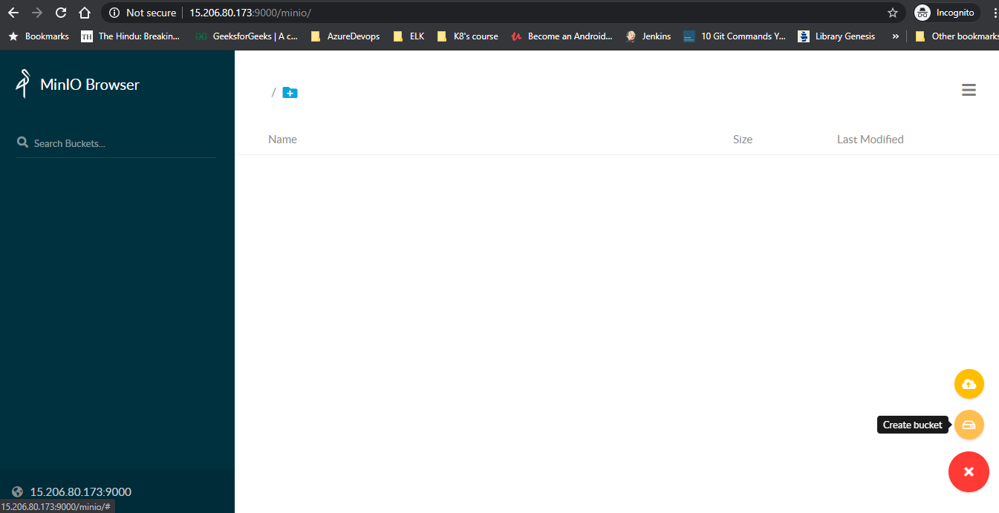 Not secure 15.206.80.173:9000/minio/ Incognito
Bookmarks TH The Hindu: Breakin... GeeksforGeeks | A c... AzureDevops ELK K8's course Become an Android... Jenkins 10 Git Commands Y... Library Genesis » Other bookmarks
MinIO Browser
/
Search Buckets...
Name Size Last Modified
Create bucket
15.206.80.173:9000
15.206.80.173:9000/minio/#